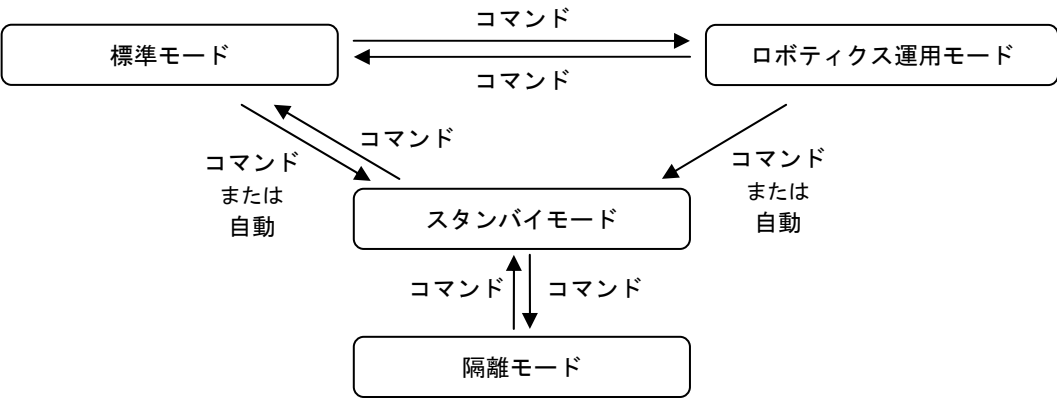 コマンド
標準モード
ロボティクス運用モード
コマンド
コマンド
コマンド
または
自動
コマンド
または
自動
スタンバイモード
コマンド
コマンド
隔離モード